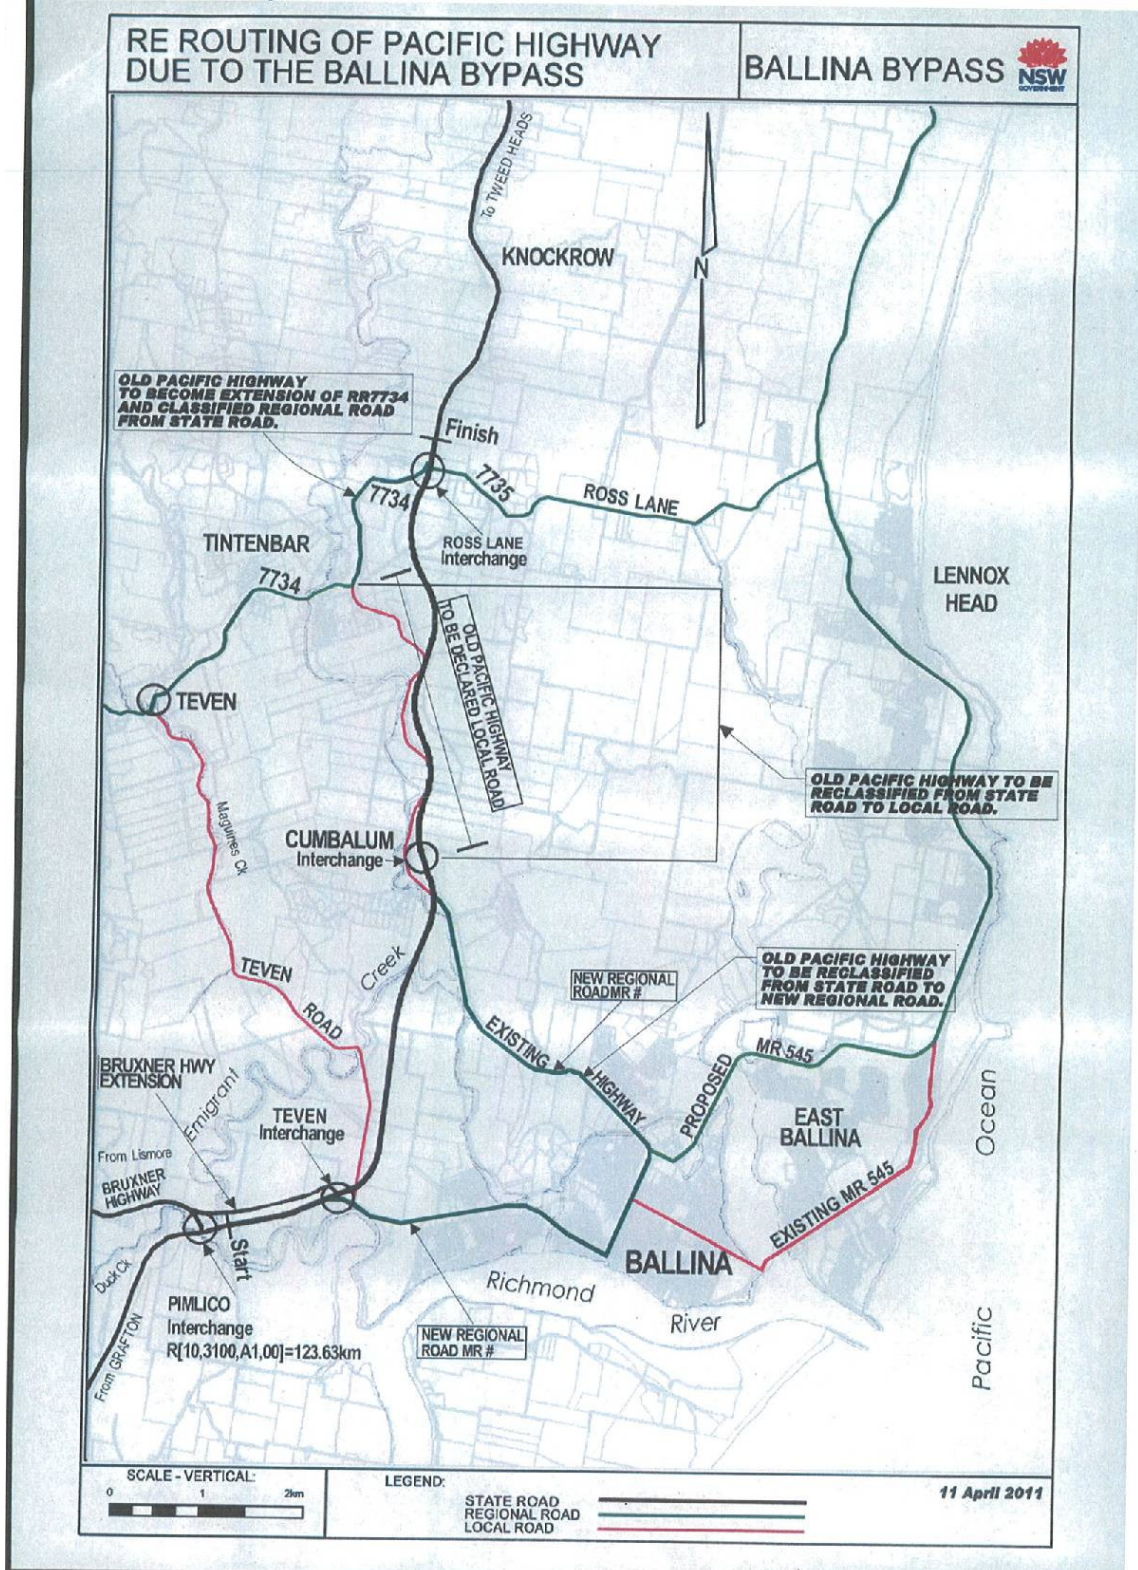 RE ROUTING OF PACIFIC HIGHWAY
DUE TO THE BALLINA BYPASS
BALLINA BYPASS
NSW
GOVERNMENT
To TWEED HEADS
KNOCKROW
N
OLD PACIFIC HIGHWAY
TO BECOME EXTENSION OF RR7734
AND CLASSIFIED REGIONAL ROAD
FROM STATE ROAD.
Finish
7734
7735
ROSS LANE
TINTENBAR
ROSS LANE
Interchange
7734
LENNOX
HEAD
OLD PACIFIC HIGHWAY
TO BE DECLARED LOCAL ROAD
TEVEN
OLD PACIFIC HIGHWAY TO BE
RECLASSIFIED FROM STATE
ROAD TO LOCAL ROAD.
Maguines Ck
CUMBALUM
Interchange
TEVEN
ROAD
Creek
Emigrant
NEW REGIONAL
ROADMR #
OLD PACIFIC HIGHWAY
TO BE RECLASSIFIED
FROM STATE ROAD TO
NEW REGIONAL ROAD.
EXISTING
HIGHWAY
PROPOSED
MR 545
BRUXNER HWY
EXTENSION
TEVEN
Interchange
EAST
BALLINA
Ocean
From Lismore
BRUXNER
HIGHWAY
EXISTING MR 545
Start
BALLINA
Duck Ck
Richmond
River
PIMLICO
Interchange
R[10,3100,A1,00]=123.63km
From GRAFTON
NEW REGIONAL
ROAD MR #
Pacific
SCALE - VERTICAL:
0 1 2km
LEGEND:
STATE ROAD
REGIONAL ROAD
LOCAL ROAD
11 April 2011